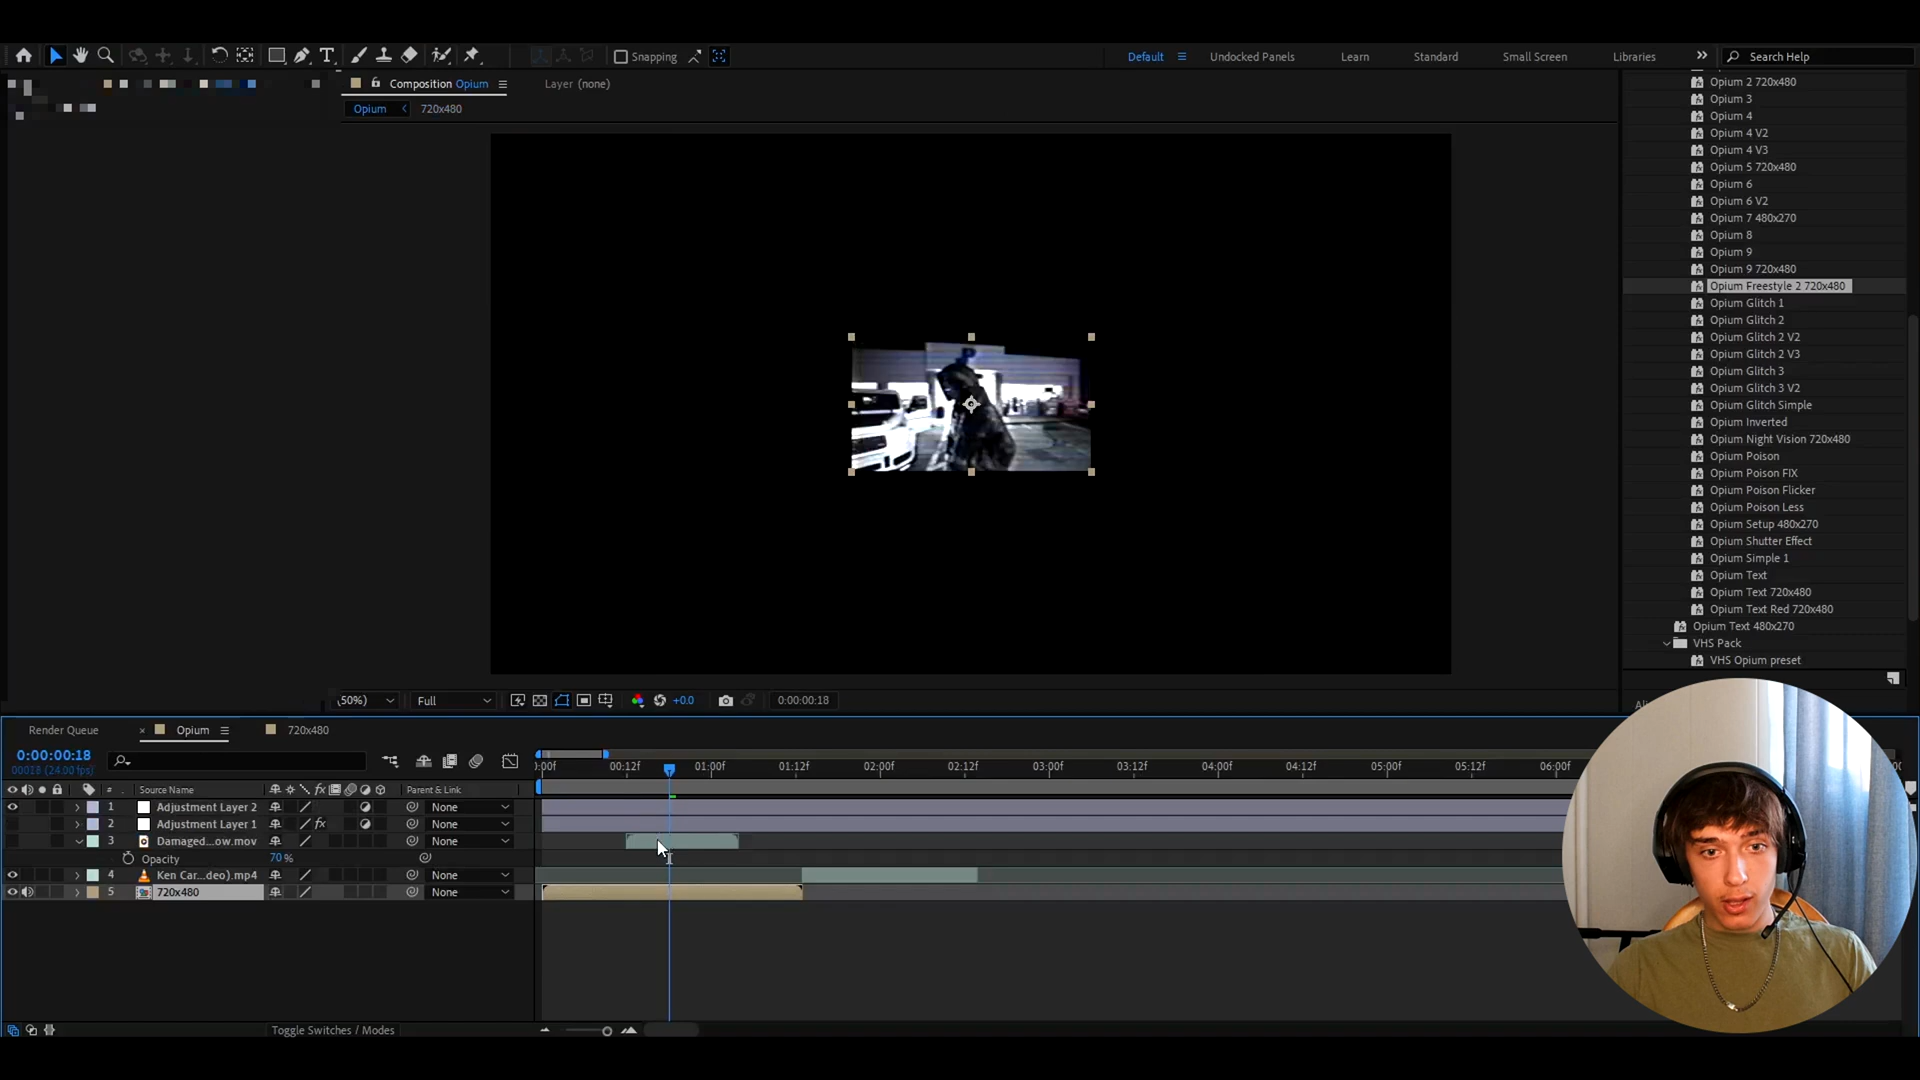 Snapping
Default
Undocked Panels
Learn
Standard
Small Screen
Libraries
Search Help
Composition Opium
Layer (none)
Opium
720x480
Opium 2 720x480
Opium 3
Opium 4
Opium 4 V2
Opium 4 V3
Opium 5 720x480
Opium 6
Opium 6 V2
Opium 7 480x270
Opium 8
Opium 9
Opium 9 720x480
Opium Freestyle 2 720x480
Opium Glitch 1
Opium Glitch 2
Opium Glitch 2 V2
Opium Glitch 2 V3
Opium Glitch 3
Opium Glitch 3 V2
Opium Glitch Simple
Opium Inverted
Opium Night Vision 720x480
Opium Poison
Opium Poison FIX
Opium Poison Flicker
Opium Poison Less
Opium Setup 480x270
Opium Shutter Effect
Opium Simple 1
Opium Text
Opium Text 720x480
Opium Text Red 720x480
Opium Text 480x270
VHS Pack
VHS Opium preset
(50%)
Full
+0.0
0:00:00:18
Render Queue
Opium
720x480
0:00:00:18
00018 (24.00 fps)
):00f
00:12f
01:00f
01:12f
02:00f
02:12f
03:00f
03:12f
04:00f
04:12f
05:00f
05:12f
06:00f
#
Source Name
fx
Parent & Link
1
Adjustment Layer 2
None
2
Adjustment Layer 1
fx
None
3
Damaged...ow.mov
None
Opacity
70 %
4
Ken Car...deo).mp4
None
5
720x480
None
Toggle Switches / Modes